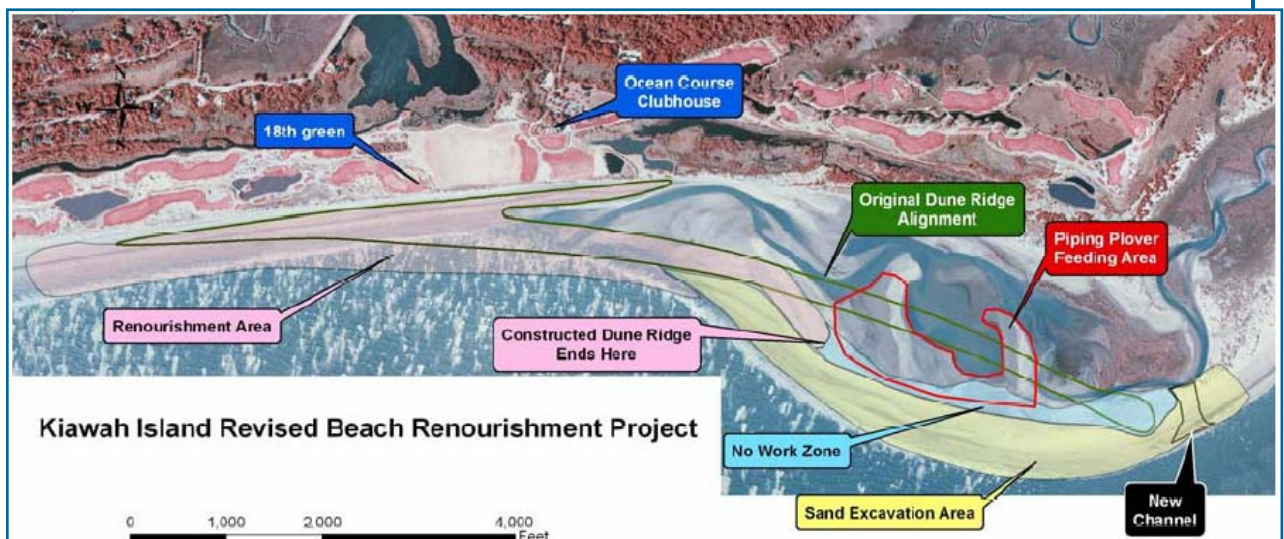 Ocean Course
Clubhouse
18th green
Original Dune Ridge
Alignment
Piping Plover
Feeding Area
Renourishment Area
Constructed Dune Ridge
Ends Here
Kiawah Island Revised Beach Renourishment Project
No Work Zone
Sand Excavation Area
New
Channel
0 1,000 2,000 4,000
Feet